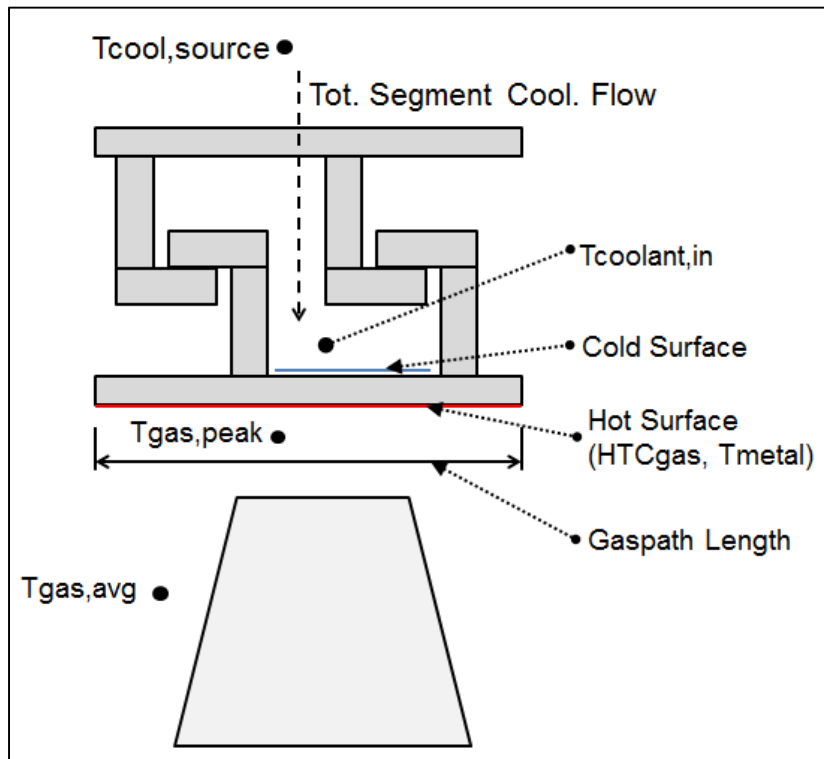 Tcool,source
Tot. Segment Cool. Flow
Tcoolant,in
Cold Surface
Hot Surface
(HTCgas, Tmetal)
Tgas,peak
Gaspath Length
Tgas,avg